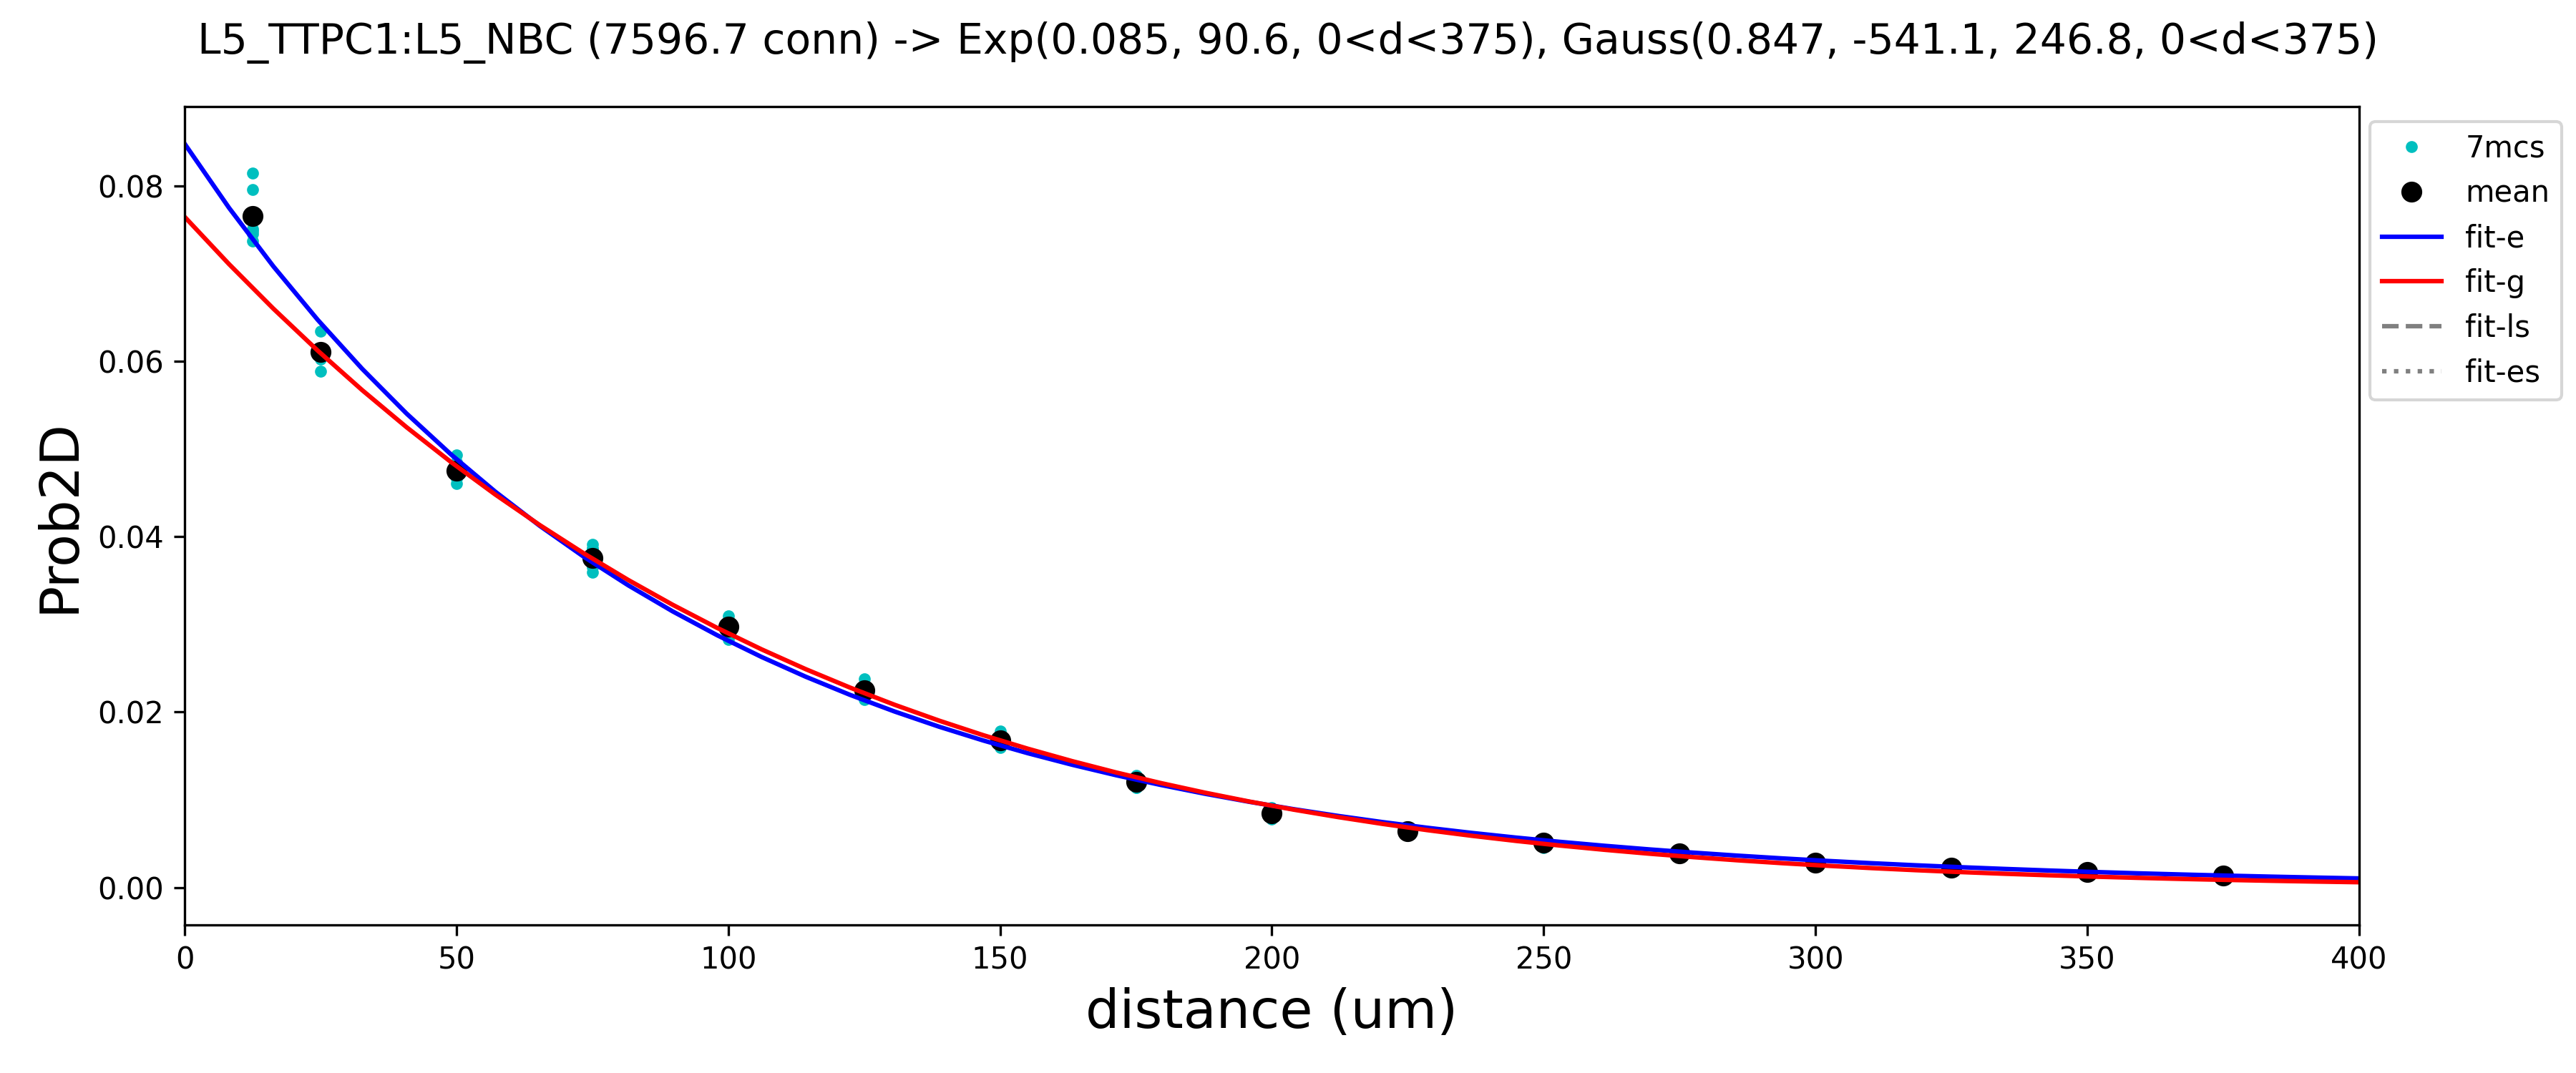 L5_TTPC1:L5_NBC (7596.7 conn) -> Exp(0.085, 90.6, 0<d<375), Gauss(0.847, -541.1, 246.8, 0<d<375)
7mcs
mean
fit-e
fit-g
fit-ls
fit-es
Prob2D
0.08
0.06
0.04
0.02
0.00
0 50 100 150 200 250 300 350 400
distance (um)